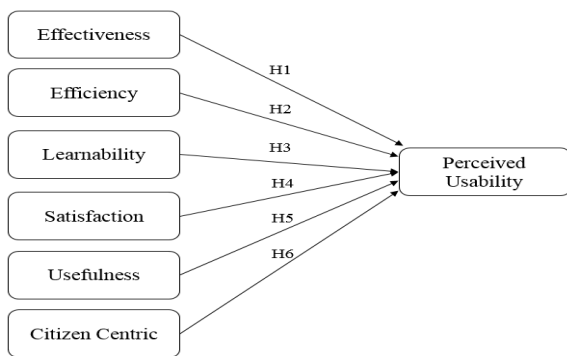 Effectiveness
H1
Efficiency
H2
Learnability
H3
Perceived
Usability
H4
Satisfaction
H5
Usefulness
H6
Citizen Centric